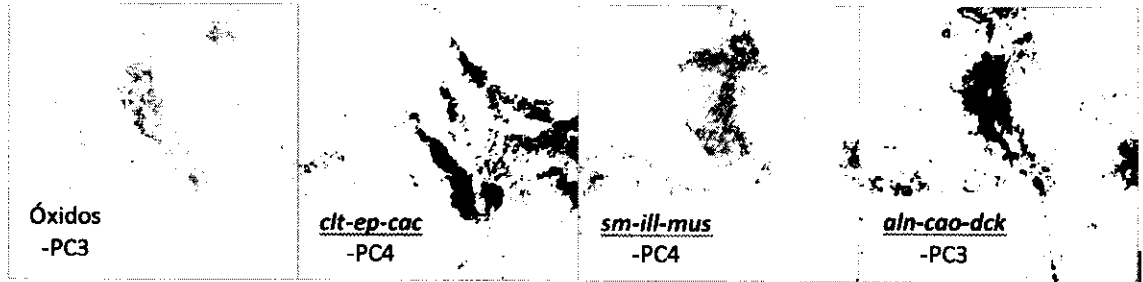 Óxidos
-PC3
clt-ep-cac
-PC4
sm-ill-mus
-PC4
aln-cao-dck
-PC3